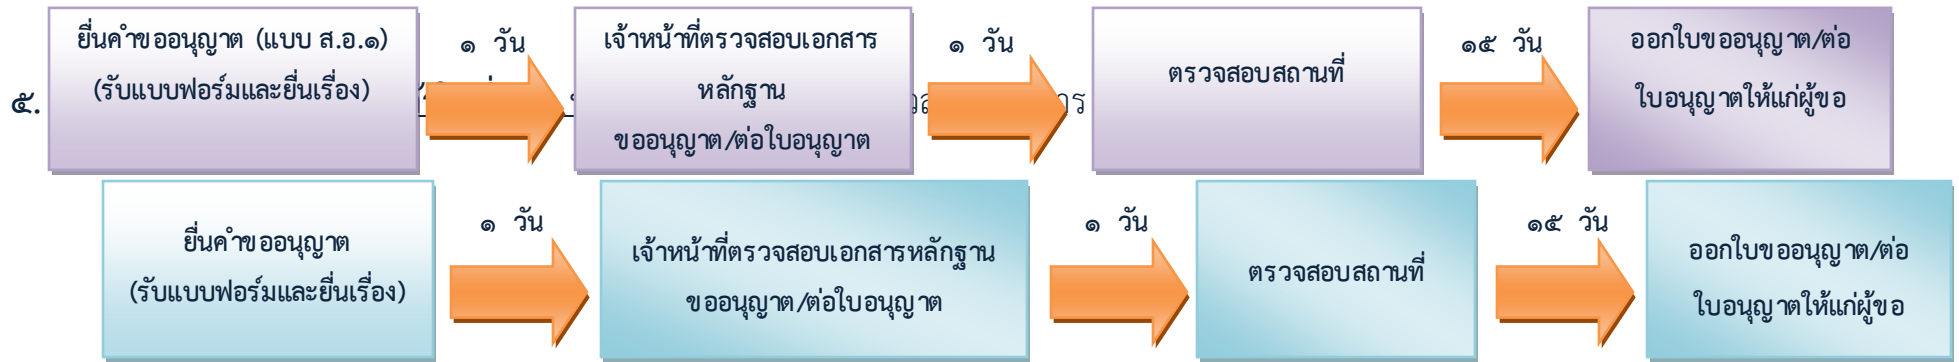 ยื่นคำขออนุญาต (แบบ ส.อ.๑)
(รับแบบฟอร์มและยื่นเรื่อง)
๑ วัน
เจ้าหน้าที่ตรวจสอบเอกสาร
หลักฐาน
ขออนุญาต/ต่อใบอนุญาต
๑ วัน
ตรวจสอบสถานที่
๑๕ วัน
ออกใบขออนุญาต/ต่อ
ใบอนุญาตให้แก่ผู้ขอ
๕.
ยื่นคำขออนุญาต
(รับแบบฟอร์มและยื่นเรื่อง)
๑ วัน
เจ้าหน้าที่ตรวจสอบเอกสารหลักฐาน
ขออนุญาต/ต่อใบอนุญาต
๑ วัน
ตรวจสอบสถานที่
๑๕ วัน
ออกใบขออนุญาต/ต่อ
ใบอนุญาตให้แก่ผู้ขอ